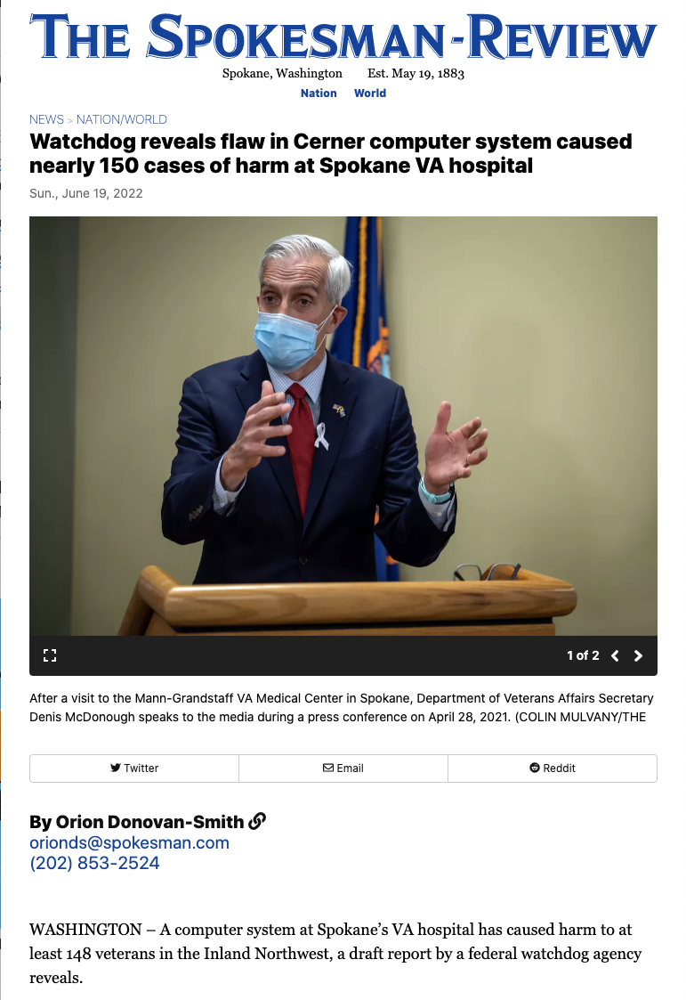 THE SPOKESMAN-REVIEW
Spokane, Washington Est. May 19, 1883
Nation World
NEWS > NATION/WORLD
Watchdog reveals flaw in Cerner computer system caused
nearly 150 cases of harm at Spokane VA hospital
Sun., June 19, 2022
1 of 2
After a visit to the Mann-Grandstaff VA Medical Center in Spokane, Department of Veterans Affairs Secretary
Denis McDonough speaks to the media during a press conference on April 28, 2021. (COLIN MULVANY/THE
Twitter
Email
Reddit
By Orion Donovan-Smith
orionds@spokesman.com
(202) 853-2524
WASHINGTON – A computer system at Spokane’s VA hospital has caused harm to at
least 148 veterans in the Inland Northwest, a draft report by a federal watchdog agency
reveals.